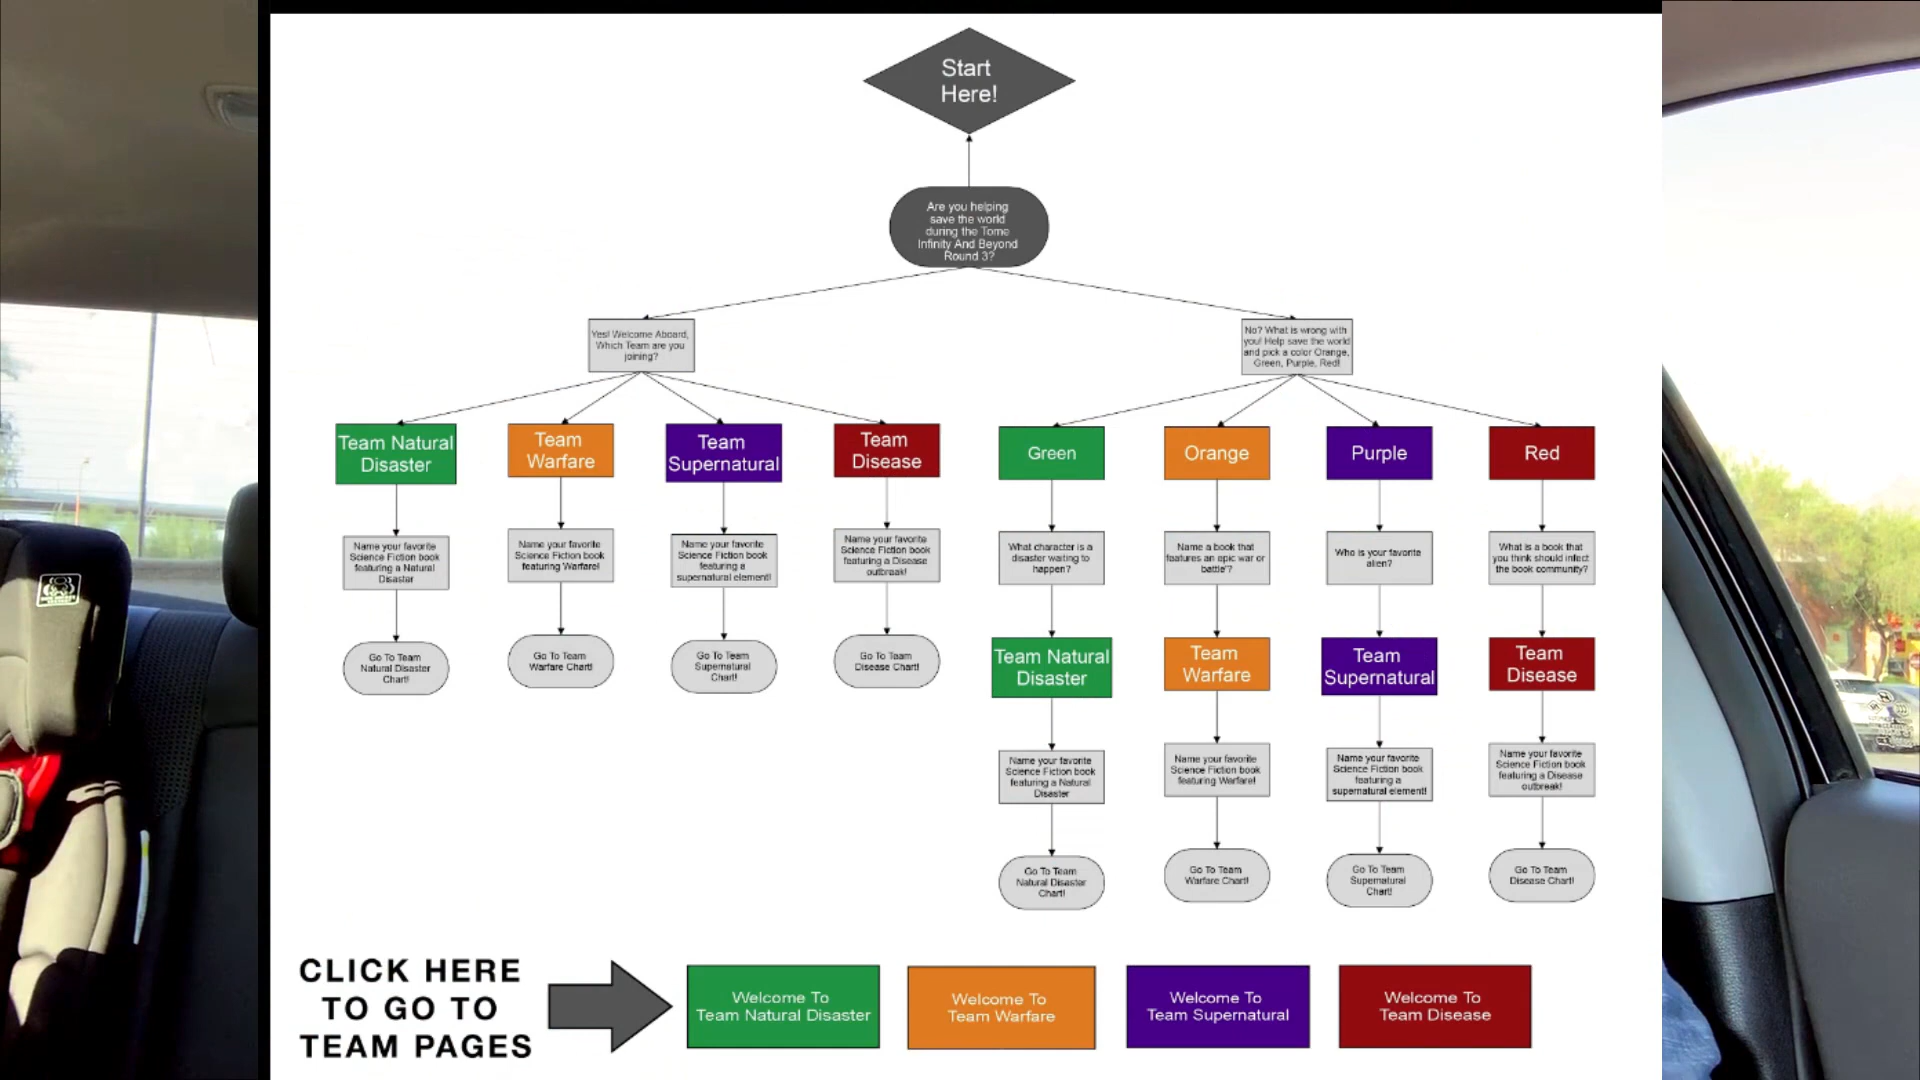 Start
Here!
Are you helping
save the world
during the Tome
Infinity And Beyond
Round 3?
Yes! Welcome Aboard,
Which Team are you
joining?
No? What is wrong with
you! Help save the world
and pick a color Orange,
Green, Purple, Red!
Team Natural
Disaster
Team
Warfare
Team
Supernatural
Team
Disease
Green
Orange
Purple
Red
Name your favorite
Science Fiction book
featuring a Natural
Disaster
Name your favorite
Science Fiction book
featuring Warfare!
Name your favorite
Science Fiction book
featuring a
supernatural element!
Name your favorite
Science Fiction book
featuring a Disease
outbreak!
What character is a
disaster waiting to
happen?
Name a book that
features an epic war or
battle"?
Who is your favorite
alien?
What is a book that
you think should infect
the book community?
Go To Team
Natural Disaster
Chart!
Go To Team
Warfare Chart!
Go To Team
Supernatural
Chart!
Go To Team
Disease Chart!
Team Natural
Disaster
Team
Warfare
Team
Supernatural
Team
Disease
Name your favorite
Science Fiction book
featuring a Natural
Disaster
Name your favorite
Science Fiction book
featuring Warfare!
Name your favorite
Science Fiction book
featuring a
supernatural element!
Name your favorite
Science Fiction book
featuring a Disease
outbreak!
Go To Team
Natural Disaster
Chart!
Go To Team
Warfare Chart!
Go To Team
Supernatural
Chart!
Go To Team
Disease Chart!
CLICK HERE
TO GO TO
TEAM PAGES
Welcome To
Team Natural Disaster
Welcome To
Team Warfare
Welcome To
Team Supernatural
Welcome To
Team Disease